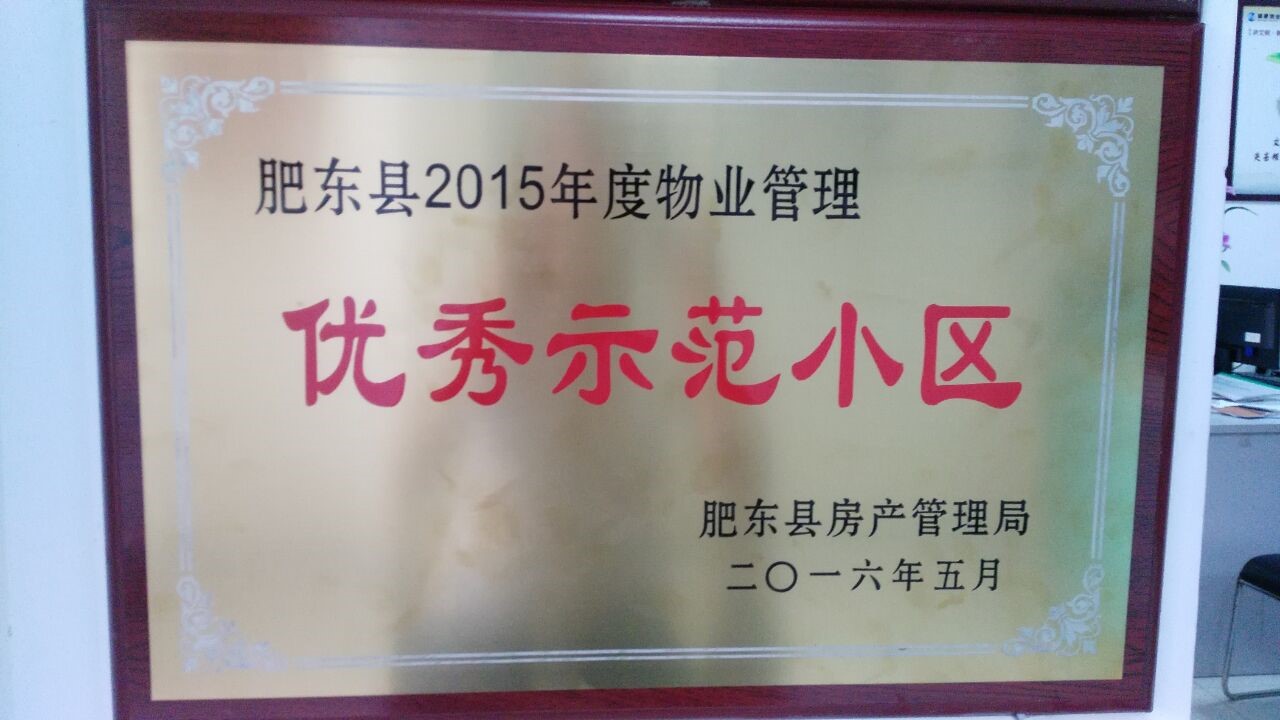 肥东县2015年度物业管理
优秀示范小区
肥东县房产管理局
二〇一六年五月